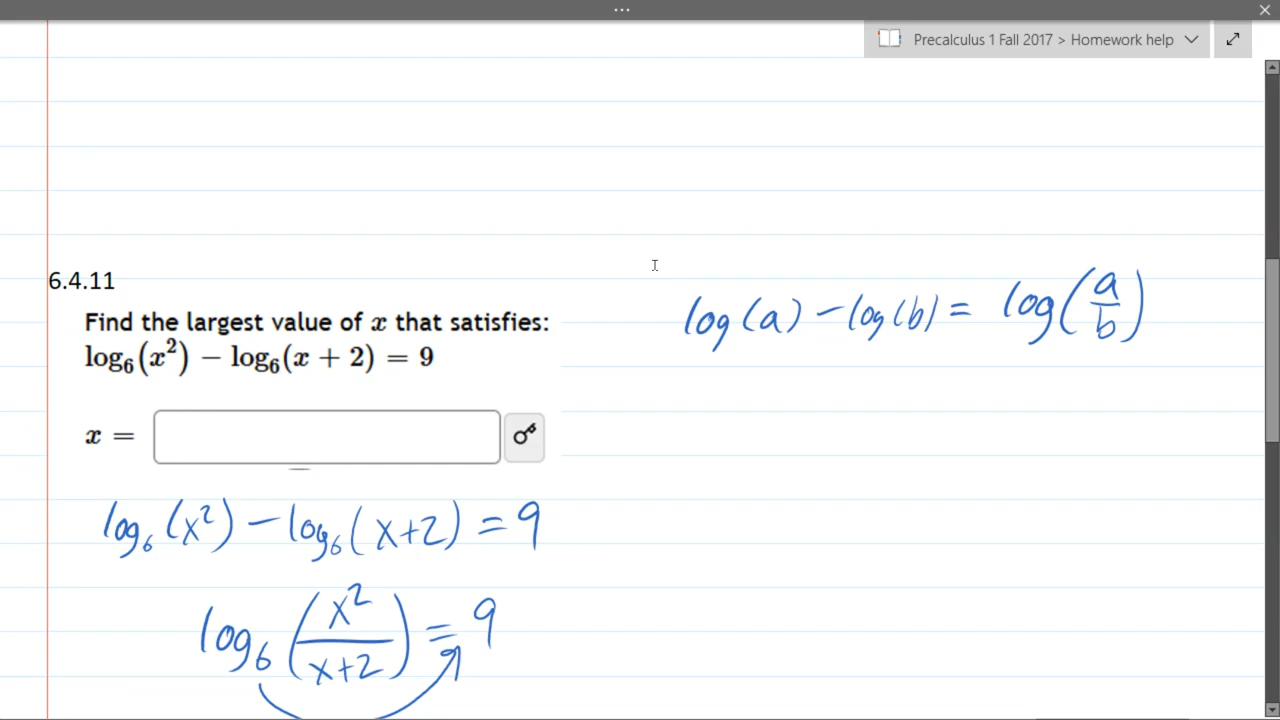 Precalculus 1 Fall 2017 > Homework help
6.4.11
Find the largest value of x that satisfies:
log₆(x²) − log₆(x + 2) = 9
log(a) − log(b) = log(a/b)
x =
log₆(x²) − log₆(x+2) = 9
log₆(x²/(x+2)) = 9